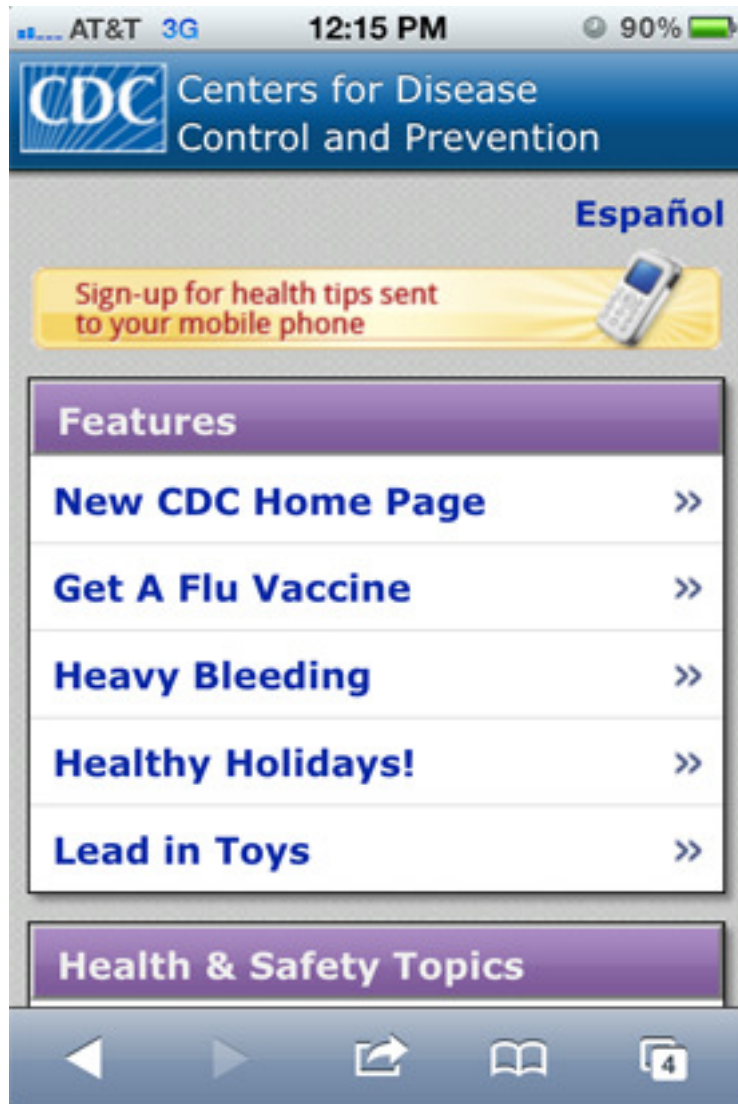 AT&T 3G 12:15 PM 90%
CDC Centers for Disease
Control and Prevention
Español
Sign-up for health tips sent
to your mobile phone
Features
New CDC Home Page »
Get A Flu Vaccine »
Heavy Bleeding »
Healthy Holidays! »
Lead in Toys »
Health & Safety Topics
4